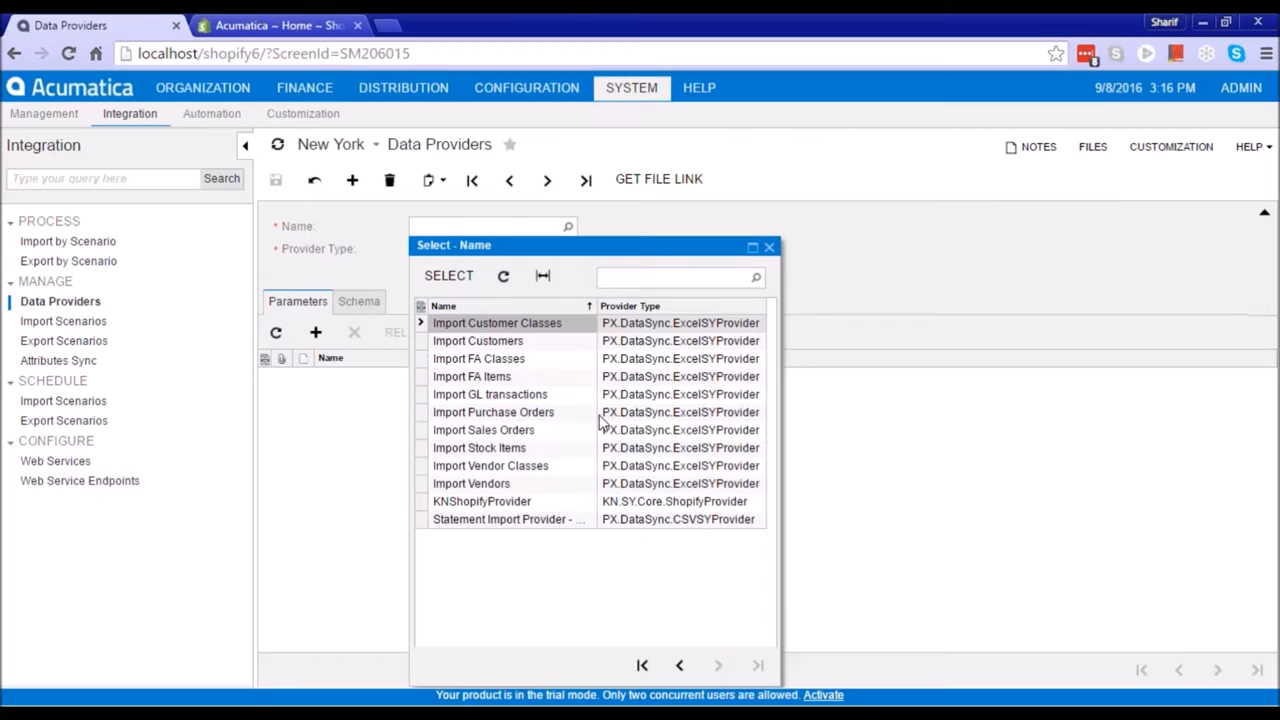 Data Providers
Acumatica ~ Home ~ Sho
Sharif
localhost/shopify6/?ScreenId=SM206015
Acumatica ORGANIZATION FINANCE DISTRIBUTION CONFIGURATION SYSTEM HELP 9/8/2016 3:16 PM ADMIN
Management Integration Automation Customization
Integration
New York Data Providers
NOTES FILES CUSTOMIZATION HELP
Type your query here Search
GET FILE LINK
PROCESS
Import by Scenario
Export by Scenario
MANAGE
Data Providers
Import Scenarios
Export Scenarios
Attributes Sync
SCHEDULE
Import Scenarios
Export Scenarios
CONFIGURE
Web Services
Web Service Endpoints
* Name:
* Provider Type:
Parameters Schema
REL
Name
Select - Name
SELECT
Name Provider Type
Import Customer Classes PX.DataSync.ExcelSYProvider
Import Customers PX.DataSync.ExcelSYProvider
Import FA Classes PX.DataSync.ExcelSYProvider
Import FA Items PX.DataSync.ExcelSYProvider
Import GL transactions PX.DataSync.ExcelSYProvider
Import Purchase Orders PX.DataSync.ExcelSYProvider
Import Sales Orders PX.DataSync.ExcelSYProvider
Import Stock Items PX.DataSync.ExcelSYProvider
Import Vendor Classes PX.DataSync.ExcelSYProvider
Import Vendors PX.DataSync.ExcelSYProvider
KNShopifyProvider KN.SY.Core.ShopifyProvider
Statement Import Provider - ... PX.DataSync.CSVSYProvider
Your product is in the trial mode. Only two concurrent users are allowed. Activate